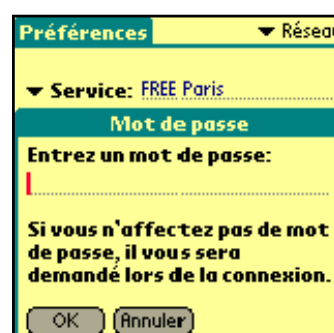 Préférences ▼ Réseau
▼ Service: FREE Paris
Mot de passe
Entrez un mot de passe:
Si vous n'affectez pas de mot
de passe, il vous sera
demandé lors de la connexion.
OK Annuler